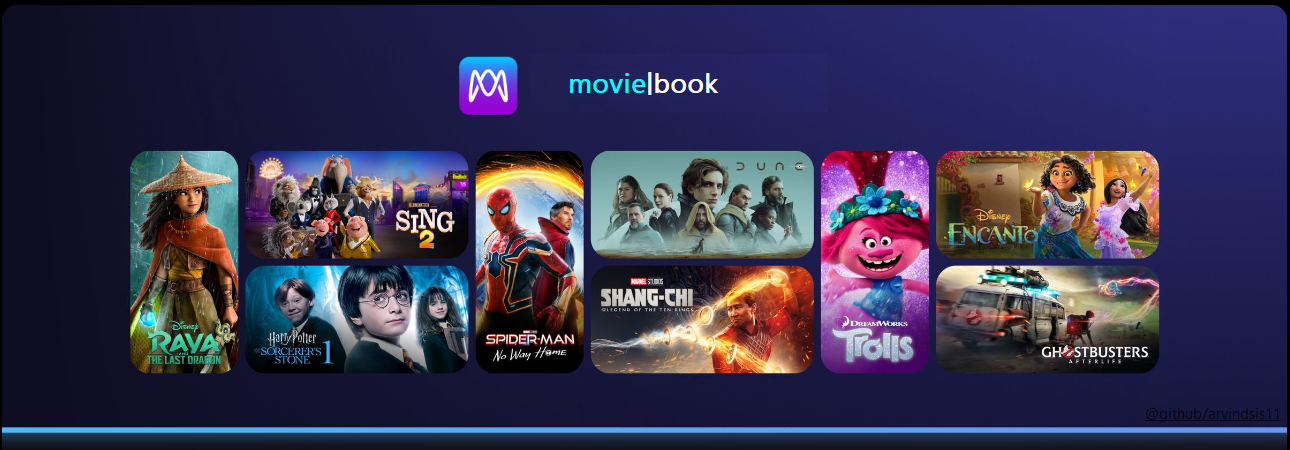 movie|book
Disney
RAYA
AND
THE LAST DRAGON
ILLUMINATION
SING
2
Harry Potter
AND THE
SORCERER'S
STONE 1
SPIDER-MAN
No Way Home
DUNE
MARVEL STUDIOS
SHANG-CHI
LEGEND OF THE TEN RINGS
DREAMWORKS
Trolls
Disney
ENCANTO
GHOSTBUSTERS
AFTERLIFE
@github/arvindsis11